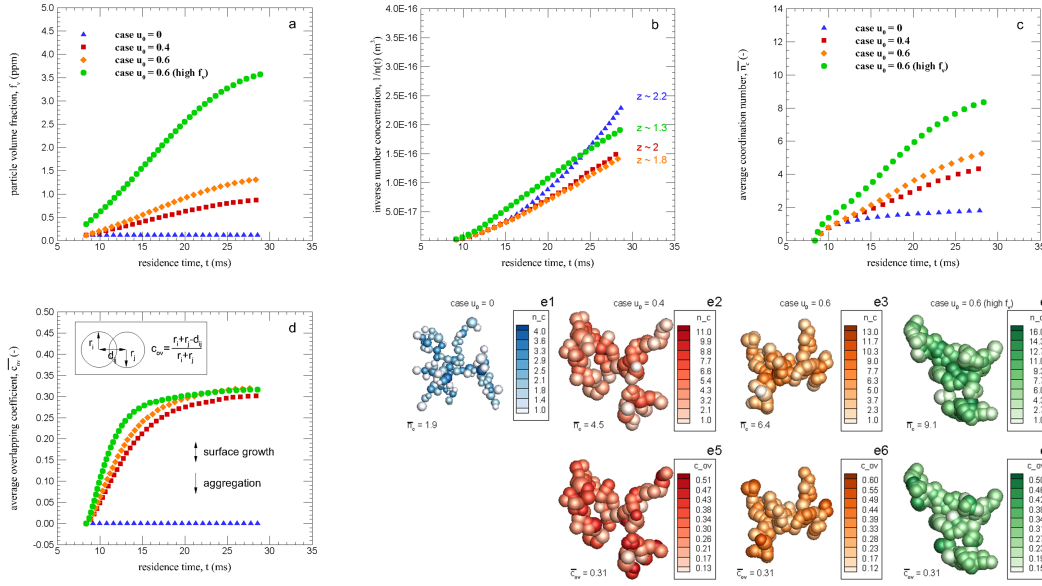 a
case u0 = 0
case u0 = 0.4
case u0 = 0.6
case u0 = 0.6 (high fv)
particle volume fraction, fv (ppm)
5.0
4.5
4.0
3.5
3.0
2.5
2.0
1.5
1.0
0.5
0.0
5 10 15 20 25 30 35
residence time, t (ms)
b
inverse number concentration, 1/n(t) (m3)
4.0E-16
3.5E-16
3.0E-16
2.5E-16
2.0E-16
1.5E-16
1.0E-16
5.0E-17
z ~ 2.2
z ~ 1.3
z ~ 2
z ~ 1.8
5 10 15 20 25 30 35
residence time, t (ms)
c
case u0 = 0
case u0 = 0.4
case u0 = 0.6
case u0 = 0.6 (high fv)
average coordination number, nc (-)
14
12
10
8
6
4
2
0
5 10 15 20 25 30 35
residence time, t (ms)
d
ri dij rj
cov = ri+rj-dij
ri+rj
average overlapping coefficient, cov (-)
0.50
0.45
0.40
0.35
0.30
0.25
0.20
0.15
0.10
0.05
0.00
-0.05
surface growth
aggregation
5 10 15 20 25 30 35
residence time, t (ms)
e1
case u0 = 0
n_c
4.0
3.6
3.3
2.9
2.5
2.1
1.8
1.4
1.0
nc = 1.9
e2
case u0 = 0.4
n_c
11.0
9.9
8.8
7.7
6.6
5.4
4.3
3.2
2.1
1.0
nc = 4.5
e3
case u0 = 0.6
n_c
13.0
11.7
10.3
9.0
7.7
6.3
5.0
3.7
2.3
1.0
nc = 6.4
case u0 = 0.6 (high fv)
n_c
nc = 9.1
e5
c_ov
0.51
0.47
0.43
0.38
0.34
0.30
0.26
0.21
0.17
0.13
cov = 0.31
e6
c_ov
0.60
0.55
0.49
0.44
0.39
0.33
0.28
0.23
0.17
0.12
cov = 0.31
c_ov
cov = 0.31